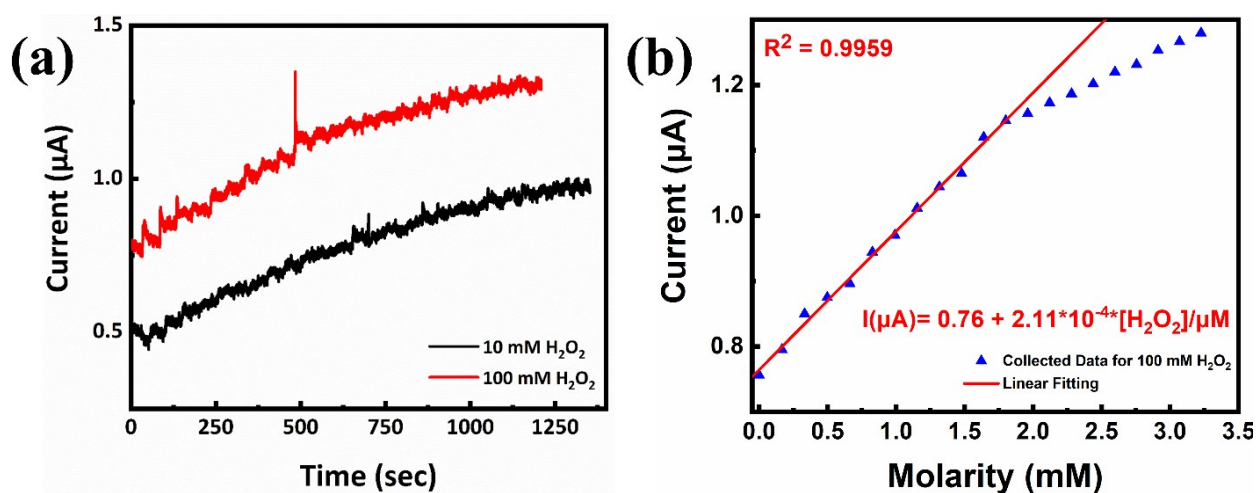 (a)
1.5
1.0
0.5
Current (µA)
10 mM H₂O₂
100 mM H₂O₂
0 250 500 750 1000 1250
Time (sec)
(b)
R² = 0.9959
1.2
1.0
0.8
Current (µA)
I(µA)= 0.76 + 2.11*10⁻⁴*[H₂O₂]/µM
Collected Data for 100 mM H₂O₂
Linear Fitting
0.0 0.5 1.0 1.5 2.0 2.5 3.0 3.5
Molarity (mM)